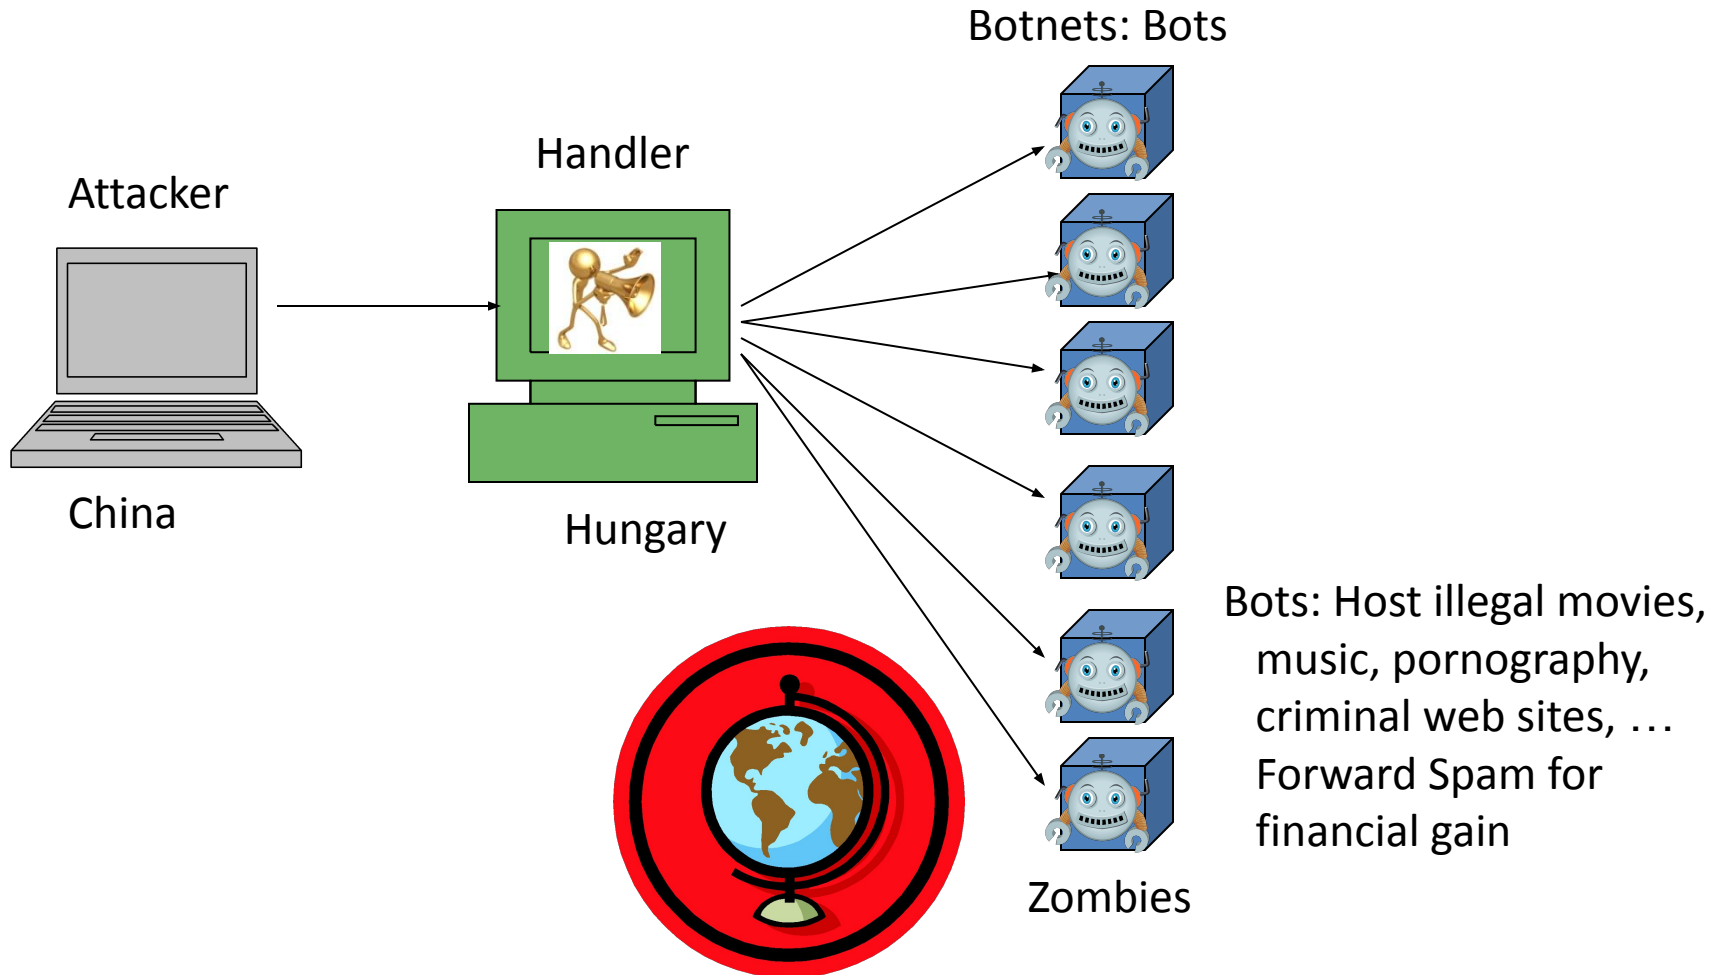 Botnets: Bots
Handler
Attacker
China
Hungary
Bots: Host illegal movies,
music, pornography,
criminal web sites, …
Forward Spam for
financial gain
Zombies